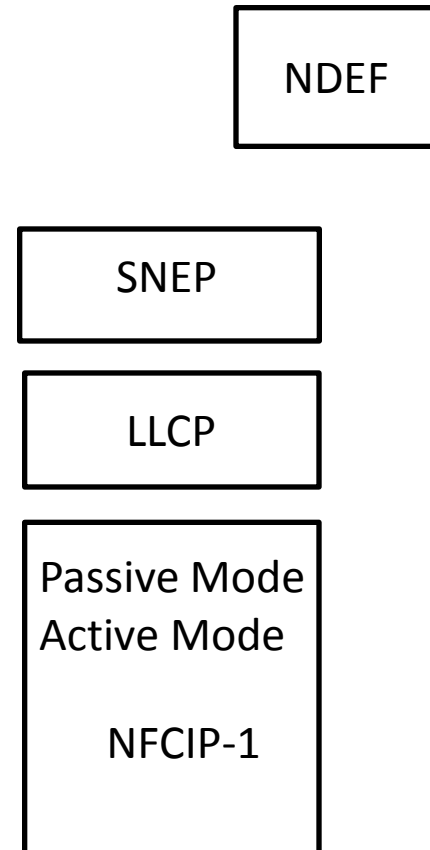 NDEF
SNEP
LLCP
Passive Mode
Active Mode
NFCIP-1